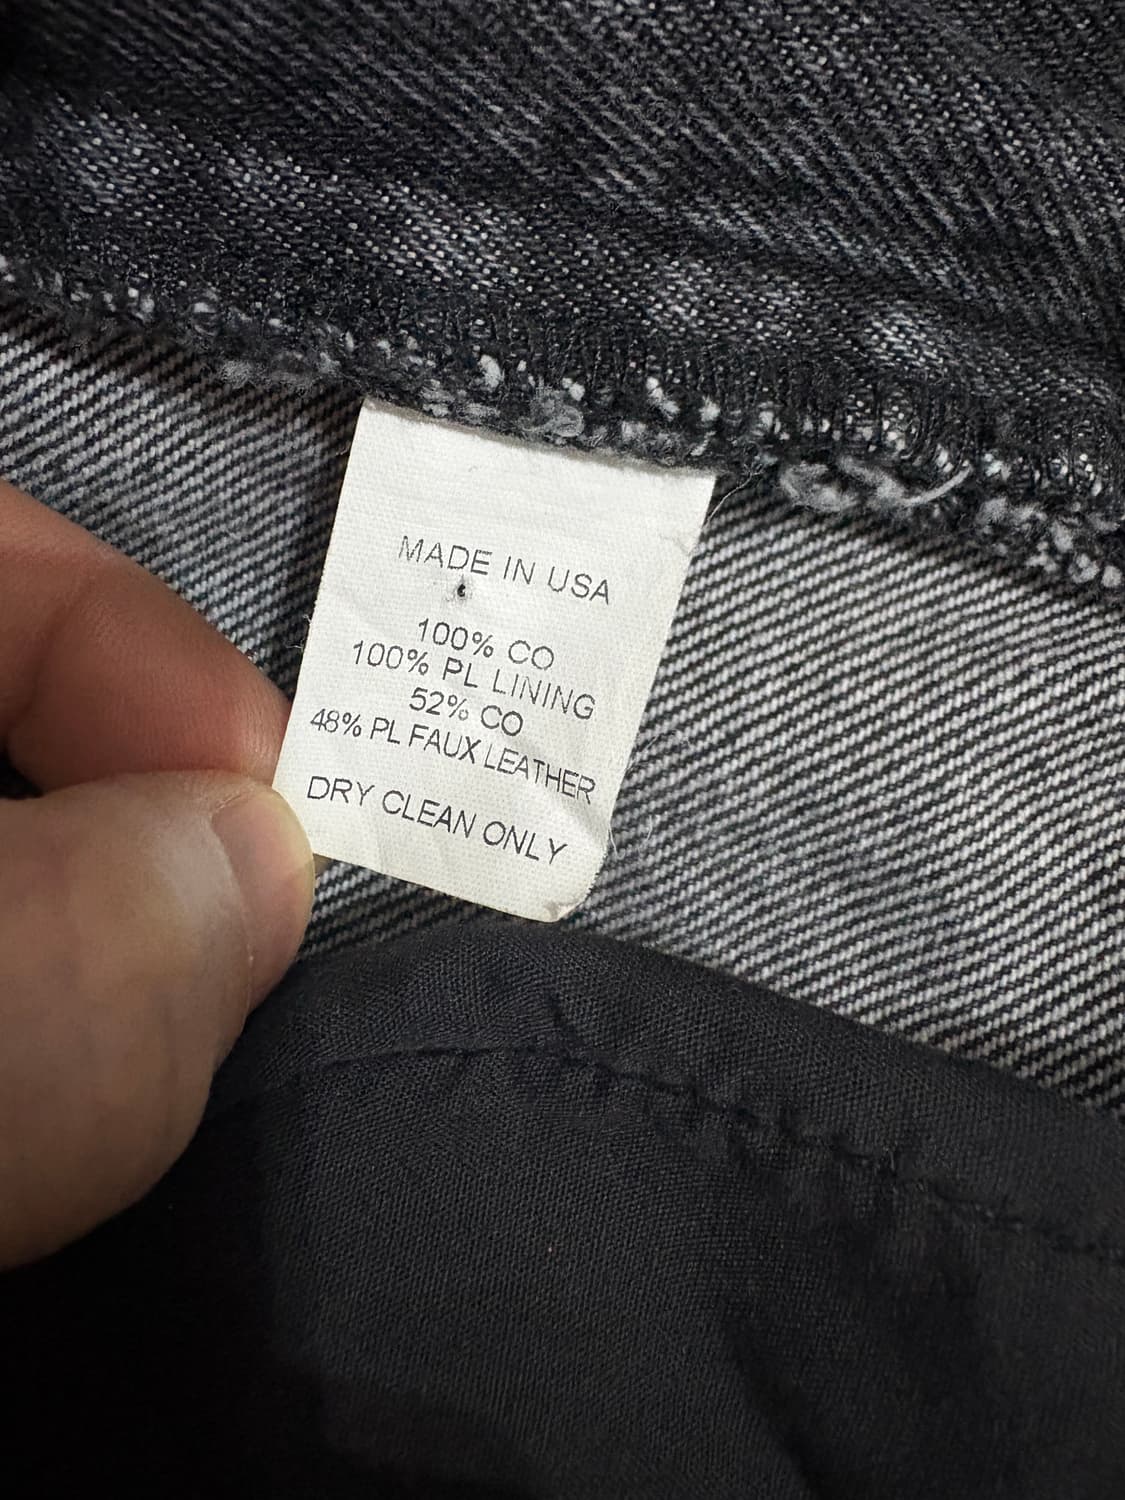 MADE IN USA
100% CO
100% PL LINING
52% CO
48% PL FAUX LEATHER
DRY CLEAN ONLY